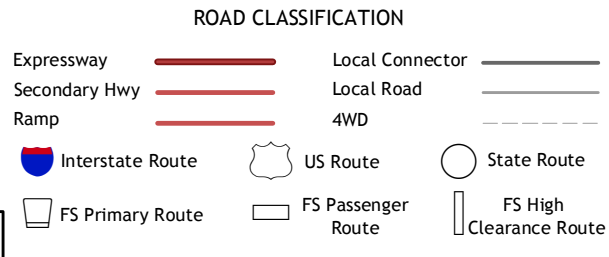 ROAD CLASSIFICATION
Expressway
Local Connector
Secondary Hwy
Local Road
Ramp
4WD
Interstate Route
US Route
State Route
FS Primary Route
FS Passenger
Route
FS High
Clearance Route